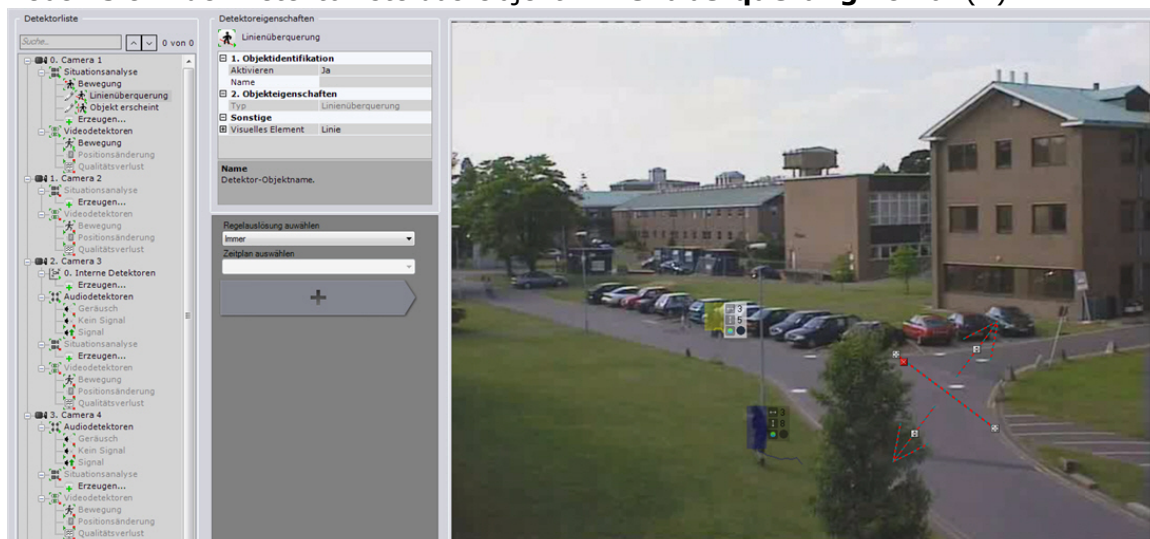 Detektorliste
Suche...
0 von 0
0. Camera 1
Situationsanalyse
Bewegung
Linienüberquerung
Objekt erscheint
Erzeugen...
Videodetektoren
Bewegung
Positionsänderung
Qualitätsverlust
1. Camera 2
Situationsanalyse
Erzeugen...
Videodetektoren
Bewegung
Positionsänderung
Qualitätsverlust
2. Camera 3
0. Interne Detektoren
Erzeugen...
Audiodetektoren
Geräusch
Kein Signal
Signal
Situationsanalyse
Erzeugen...
Videodetektoren
Bewegung
Positionsänderung
Qualitätsverlust
3. Camera 4
Audiodetektoren
Geräusch
Kein Signal
Signal
Situationsanalyse
Erzeugen...
Videodetektoren
Bewegung
Positionsänderung
Qualitätsverlust
Detektoreigenschaften
Linienüberquerung
1. Objektidentifikation
Aktivieren Ja
Name
2. Objekteigenschaften
Typ Linienüberquerung
Sonstige
Visuelles Element Linie
Name
Detektor-Objektname.
Regelauslösung auswählen
Immer
Zeitplan auswählen
3
5
3